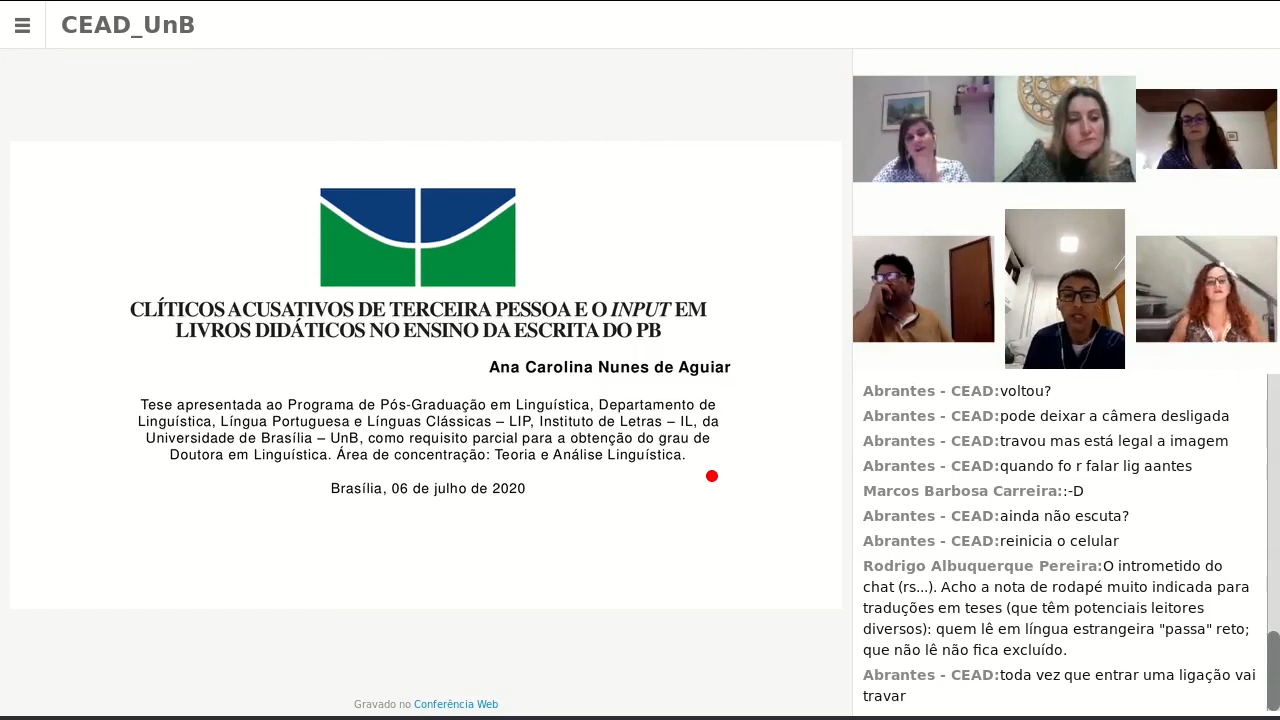 CEAD_UnB
CLÍTICOS ACUSATIVOS DE TERCEIRA PESSOA E O INPUT EM
LIVROS DIDÁTICOS NO ENSINO DA ESCRITA DO PB
Ana Carolina Nunes de Aguiar
Tese apresentada ao Programa de Pós-Graduação em Linguística, Departamento de
Linguística, Língua Portuguesa e Línguas Clássicas – LIP, Instituto de Letras – IL, da
Universidade de Brasília – UnB, como requisito parcial para a obtenção do grau de
Doutora em Linguística. Área de concentração: Teoria e Análise Linguística.
Brasília, 06 de julho de 2020
Gravado no Conferência Web
Abrantes - CEAD:voltou?
Abrantes - CEAD:pode deixar a câmera desligada
Abrantes - CEAD:travou mas está legal a imagem
Abrantes - CEAD:quando fo r falar lig aantes
Marcos Barbosa Carreira::-D
Abrantes - CEAD:ainda não escuta?
Abrantes - CEAD:reinicia o celular
Rodrigo Albuquerque Pereira:O intrometido do
chat (rs...). Acho a nota de rodapé muito indicada para
traduções em teses (que têm potenciais leitores
diversos): quem lê em língua estrangeira "passa" reto;
que não lê não fica excluído.
Abrantes - CEAD:toda vez que entrar uma ligação vai
travar